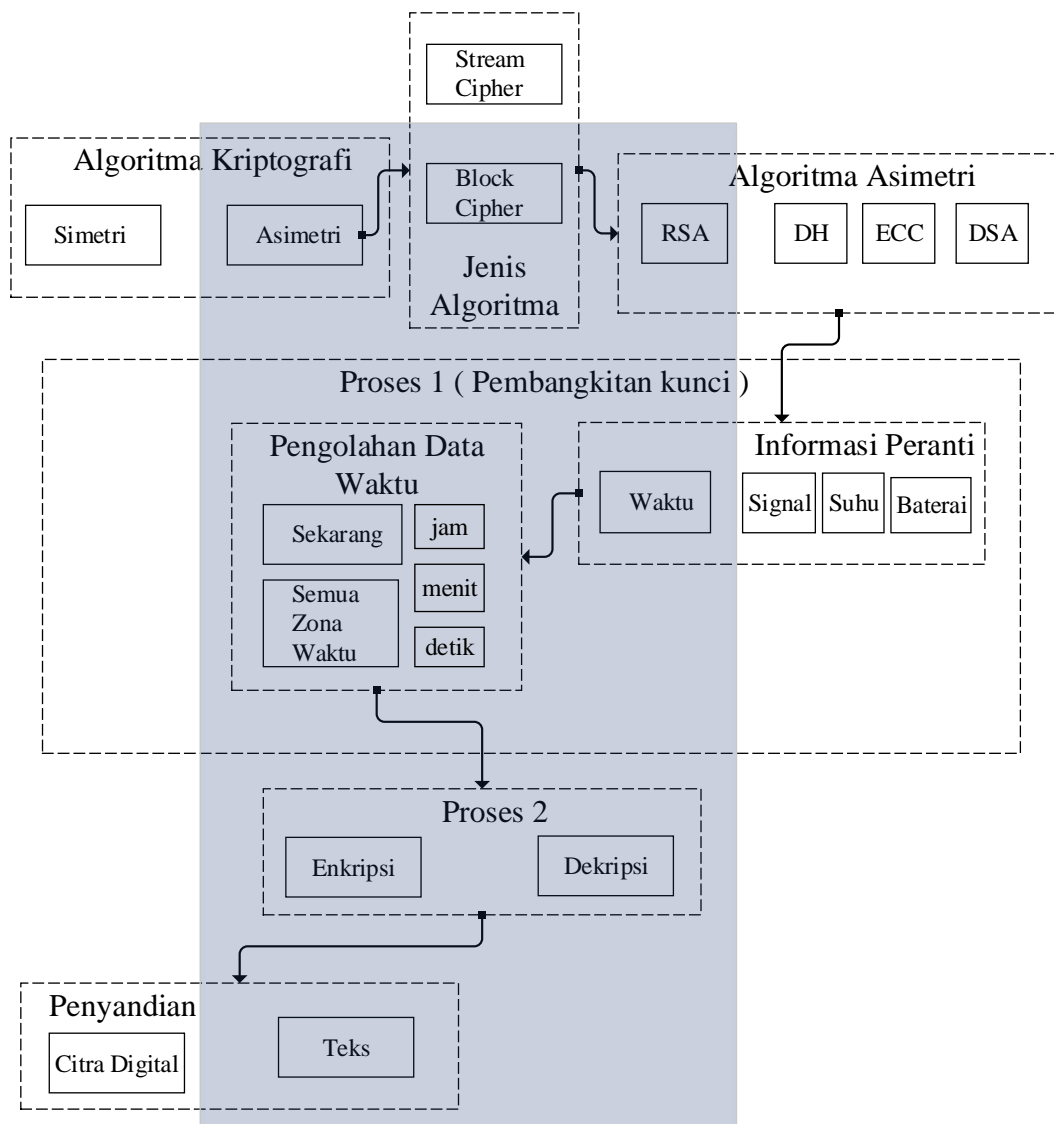 Stream
Cipher
Algoritma Kriptografi
Simetri
Asimetri
Block
Cipher
Jenis
Algoritma
Algoritma Asimetri
RSA
DH
ECC
DSA
Proses 1 ( Pembangkitan kunci )
Informasi Peranti
Waktu
Signal
Suhu
Baterai
Pengolahan Data
Waktu
Sekarang
jam
menit
Semua
Zona
Waktu
detik
Proses 2
Enkripsi
Dekripsi
Penyandian
Citra Digital
Teks